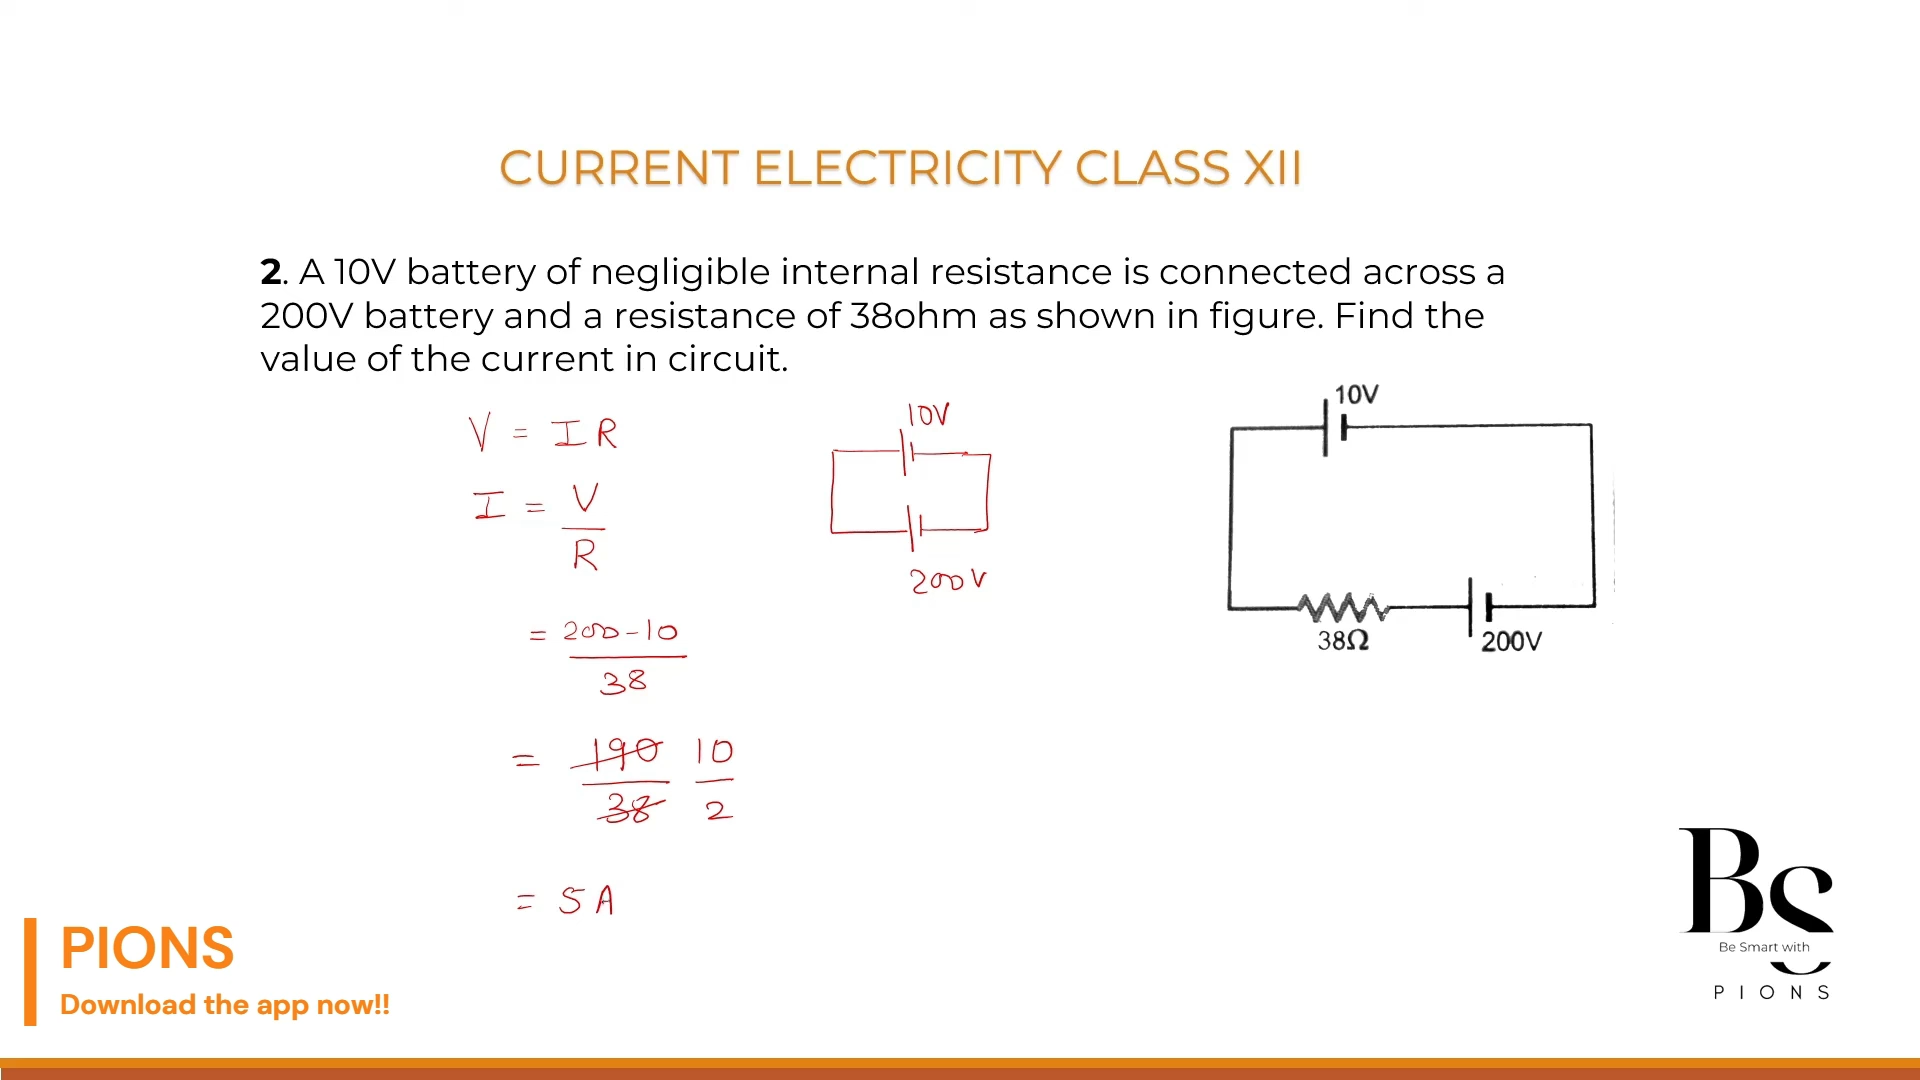 CURRENT ELECTRICITY CLASS XII
2. A 10V battery of negligible internal resistance is connected across a
200V battery and a resistance of 38ohm as shown in figure. Find the
value of the current in circuit.
V = IR
I = V
R
= 200-10
38
= 190 10
38 2
= 5A
10V
200V
10V
38Ω
200V
PIONS
Download the app now!!
Bs
Be Smart with
PIONS